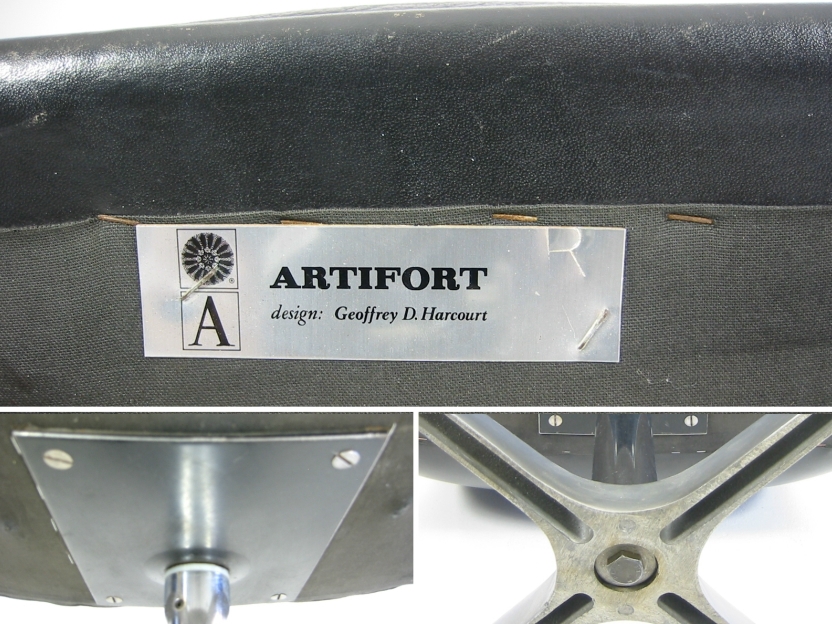 ARTIFORT
design: Geoffrey D. Harcourt
A